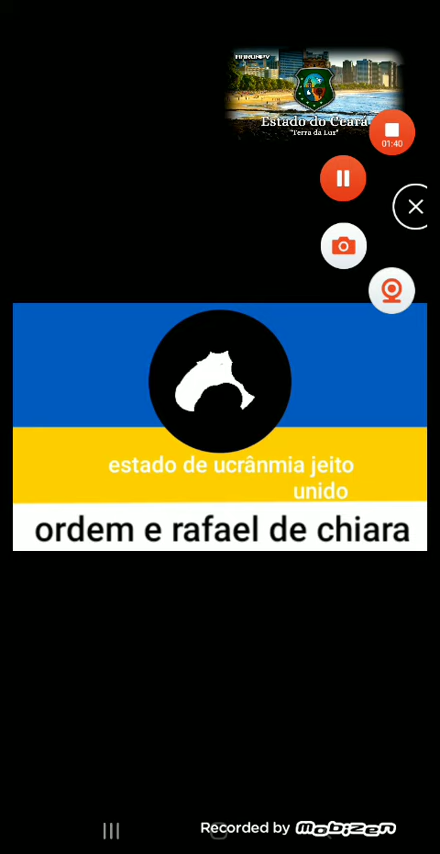 Estado do Ceará
"Terra da Luz"
01:40
estado de ucrânmia jeito
unido
ordem e rafael de chiara
Recorded by mobizen